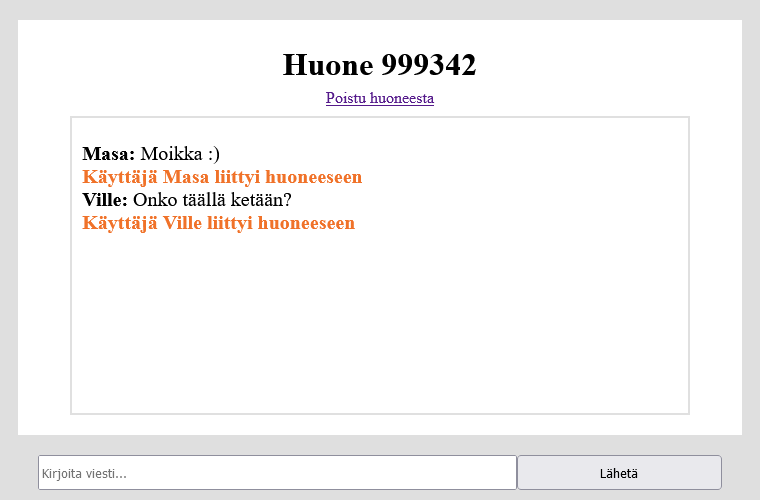 Huone 999342
Poistu huoneesta
Masa: Moikka :)
Käyttäjä Masa liittyi huoneeseen
Ville: Onko täällä ketään?
Käyttäjä Ville liittyi huoneeseen
Kirjoita viesti...
Lähetä